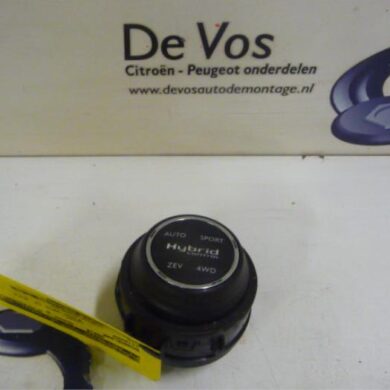 De Vos
Citroën - Peugeot onderdelen
www.devosautodemontage.nl
AUTO SPORT
Hybrid
ZEV 4WD